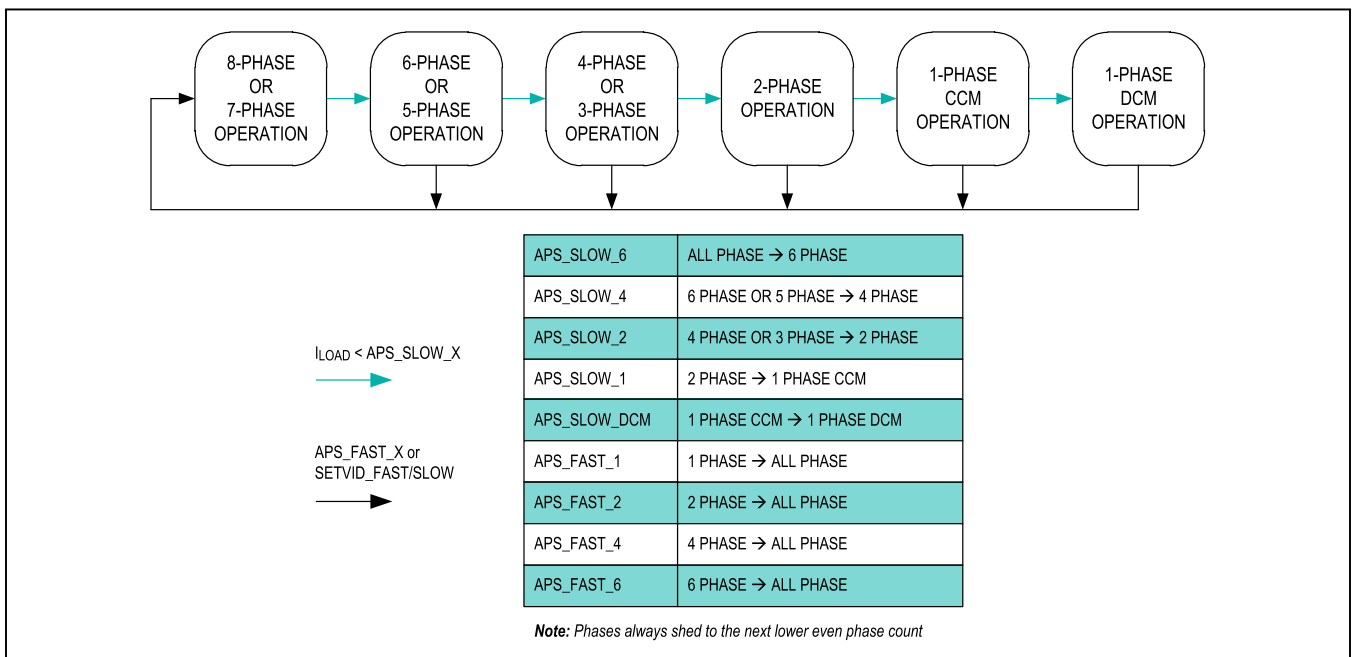 8-PHASE
OR
7-PHASE
OPERATION
6-PHASE
OR
5-PHASE
OPERATION
4-PHASE
OR
3-PHASE
OPERATION
2-PHASE
OPERATION
1-PHASE
CCM
OPERATION
1-PHASE
DCM
OPERATION
ILOAD < APS_SLOW_X
APS_FAST_X or
SETVID_FAST/SLOW
APS_SLOW_6 ALL PHASE → 6 PHASE
APS_SLOW_4 6 PHASE OR 5 PHASE → 4 PHASE
APS_SLOW_2 4 PHASE OR 3 PHASE → 2 PHASE
APS_SLOW_1 2 PHASE → 1 PHASE CCM
APS_SLOW_DCM 1 PHASE CCM → 1 PHASE DCM
APS_FAST_1 1 PHASE → ALL PHASE
APS_FAST_2 2 PHASE → ALL PHASE
APS_FAST_4 4 PHASE → ALL PHASE
APS_FAST_6 6 PHASE → ALL PHASE
Note: Phases always shed to the next lower even phase count